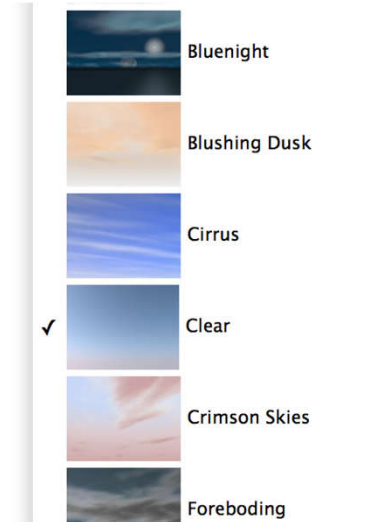 Bluenight
Blushing Dusk
Cirrus
Clear
Crimson Skies
Foreboding